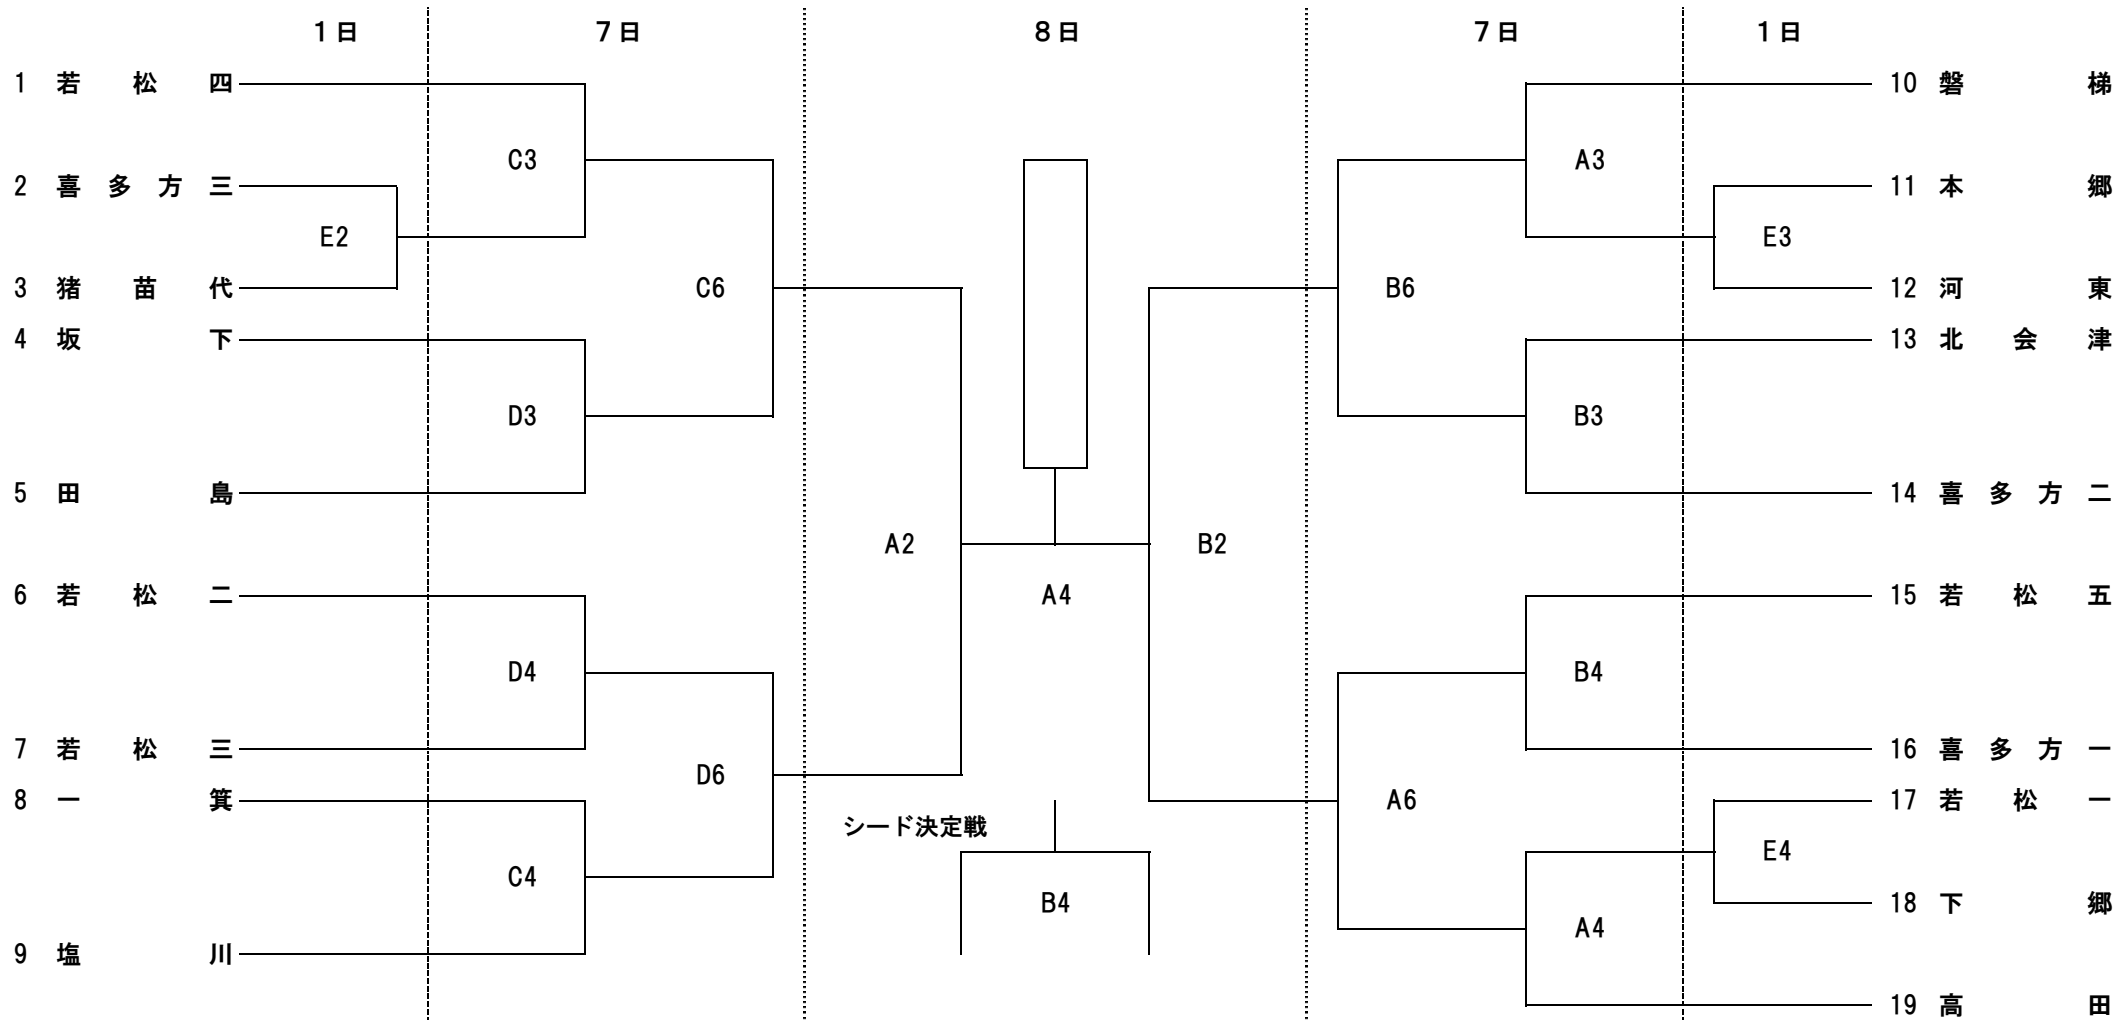 １日 ７日 ８日 ７日 １日
1 若松四
10 磐梯
C3
A3
2 喜多方三
11 本郷
E2
E3
3 猪苗代
C6
B6
12 河東
4 坂下
13 北会津
D3
B3
5 田島
14 喜多方二
A2
B2
6 若松二
A4
15 若松五
D4
B4
7 若松三
16 喜多方一
D6
8 一箕
A6
17 若松一
シード決定戦
E4
C4
B4
18 下郷
A4
9 塩川
19 高田